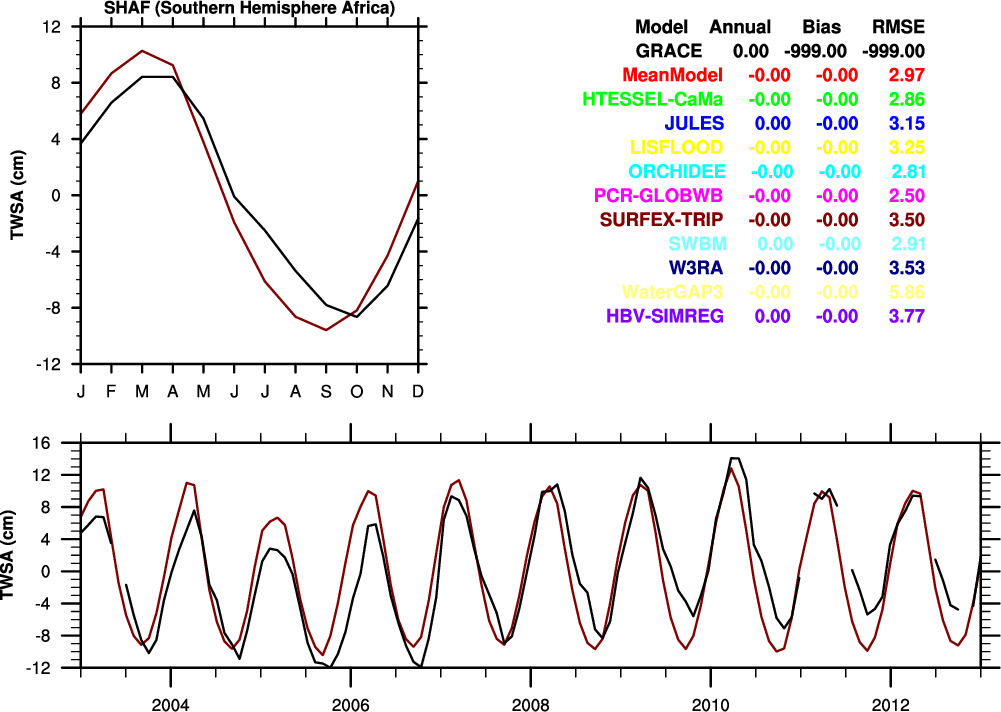 SHAF (Southern Hemisphere Africa)
12
8
4
0
-4
-8
-12
TWSA (cm)
J F M A M J J A S O N D
Model Annual Bias RMSE
GRACE 0.00 -999.00 -999.00
MeanModel -0.00 -0.00 2.97
HTESSEL-CaMa -0.00 -0.00 2.86
JULES 0.00 -0.00 3.15
LISFLOOD -0.00 -0.00 3.25
ORCHIDEE -0.00 -0.00 2.81
PCR-GLOBWB -0.00 -0.00 2.50
SURFEX-TRIP -0.00 -0.00 3.50
SWBM 0.00 -0.00 2.91
W3RA -0.00 -0.00 3.53
WaterGAP3 -0.00 -0.00 5.86
HBV-SIMREG 0.00 -0.00 3.77
16
12
8
4
0
-4
-8
-12
TWSA (cm)
2004 2006 2008 2010 2012